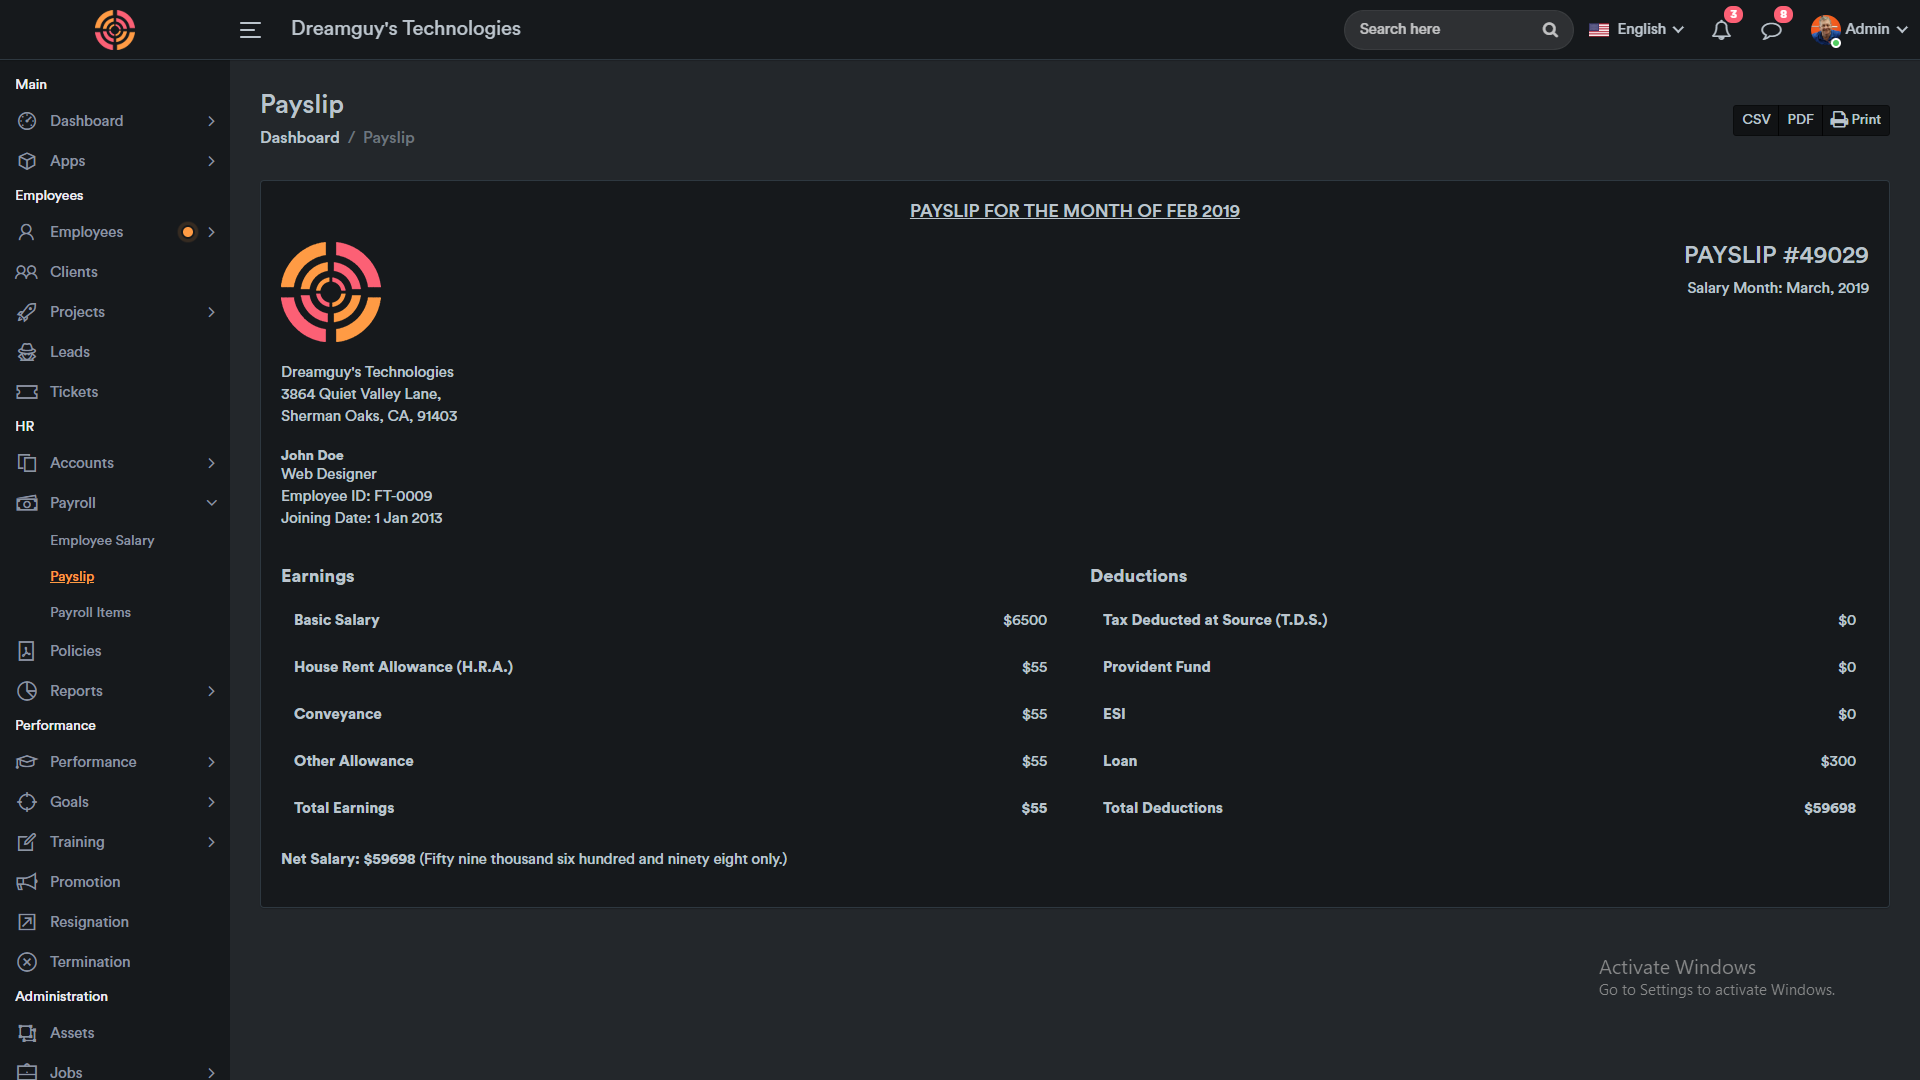 Dreamguy's Technologies
Search here
English
3
8
Admin
Main
Dashboard
Apps
Employees
Employees
Clients
Projects
Leads
Tickets
HR
Accounts
Payroll
Employee Salary
Payslip
Payroll Items
Policies
Reports
Performance
Performance
Goals
Training
Promotion
Resignation
Termination
Administration
Assets
Jobs
Payslip
Dashboard / Payslip
CSV PDF Print
PAYSLIP FOR THE MONTH OF FEB 2019
PAYSLIP #49029
Salary Month: March, 2019
Dreamguy's Technologies
3864 Quiet Valley Lane,
Sherman Oaks, CA, 91403
John Doe
Web Designer
Employee ID: FT-0009
Joining Date: 1 Jan 2013
Earnings
Basic Salary $6500
House Rent Allowance (H.R.A.) $55
Conveyance $55
Other Allowance $55
Total Earnings $55
Deductions
Tax Deducted at Source (T.D.S.) $0
Provident Fund $0
ESI $0
Loan $300
Total Deductions $59698
Net Salary: $59698 (Fifty nine thousand six hundred and ninety eight only.)
Activate Windows
Go to Settings to activate Windows.